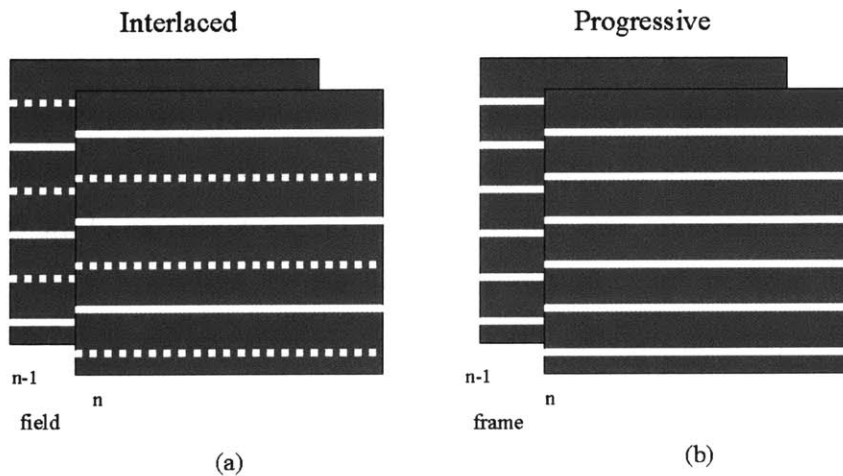 Interlaced
Progressive
n-1
n
field
(a)
n-1
n
frame
(b)